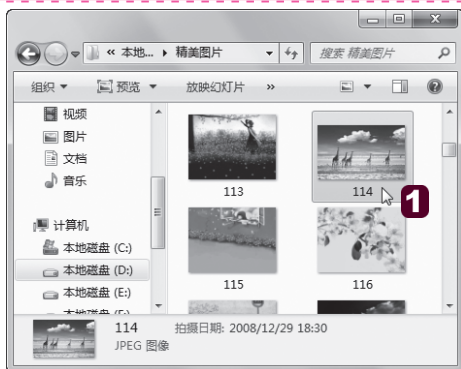 « 本地... ▸ 精美图片
搜索 精美图片
组织 ▼ 预览 ▼ 放映幻灯片 »
视频
图片
文档
音乐
计算机
本地磁盘 (C:)
本地磁盘 (D:)
本地磁盘 (E:)
113
114
1
115
116
114 拍摄日期: 2008/12/29 18:30
JPEG 图像